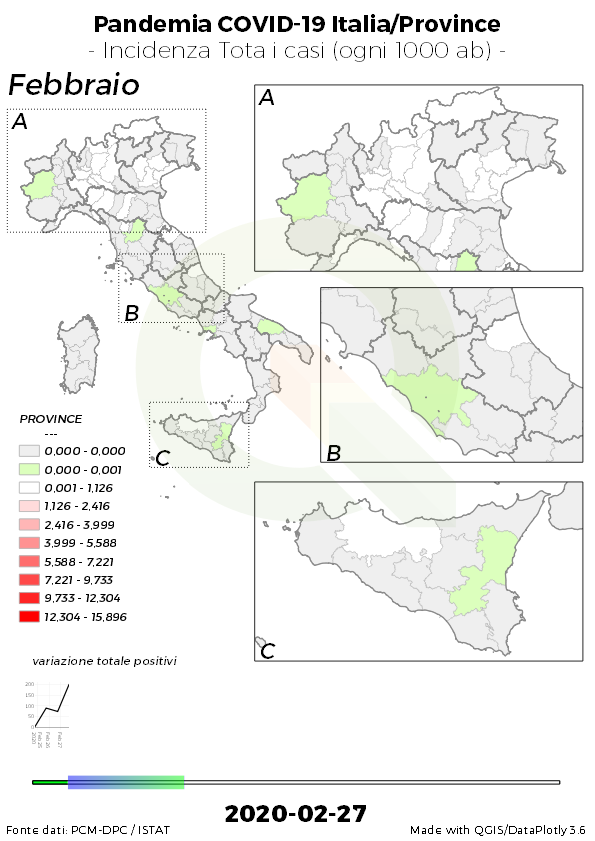 Pandemia COVID-19 Italia/Province
- Incidenza Tota i casi (ogni 1000 ab) -
Febbraio
A
A
B
B
C
C
PROVINCE
---
0,000 - 0,000
0,000 - 0,001
0,001 - 1,126
1,126 - 2,416
2,416 - 3,999
3,999 - 5,588
5,588 - 7,221
7,221 - 9,733
9,733 - 12,304
12,304 - 15,896
variazione totale positivi
200
150
100
50
0
2020
Feb 25
Feb 26
Feb 27
2020-02-27
Fonte dati: PCM-DPC / ISTAT
Made with QGIS/DataPlotly 3.6